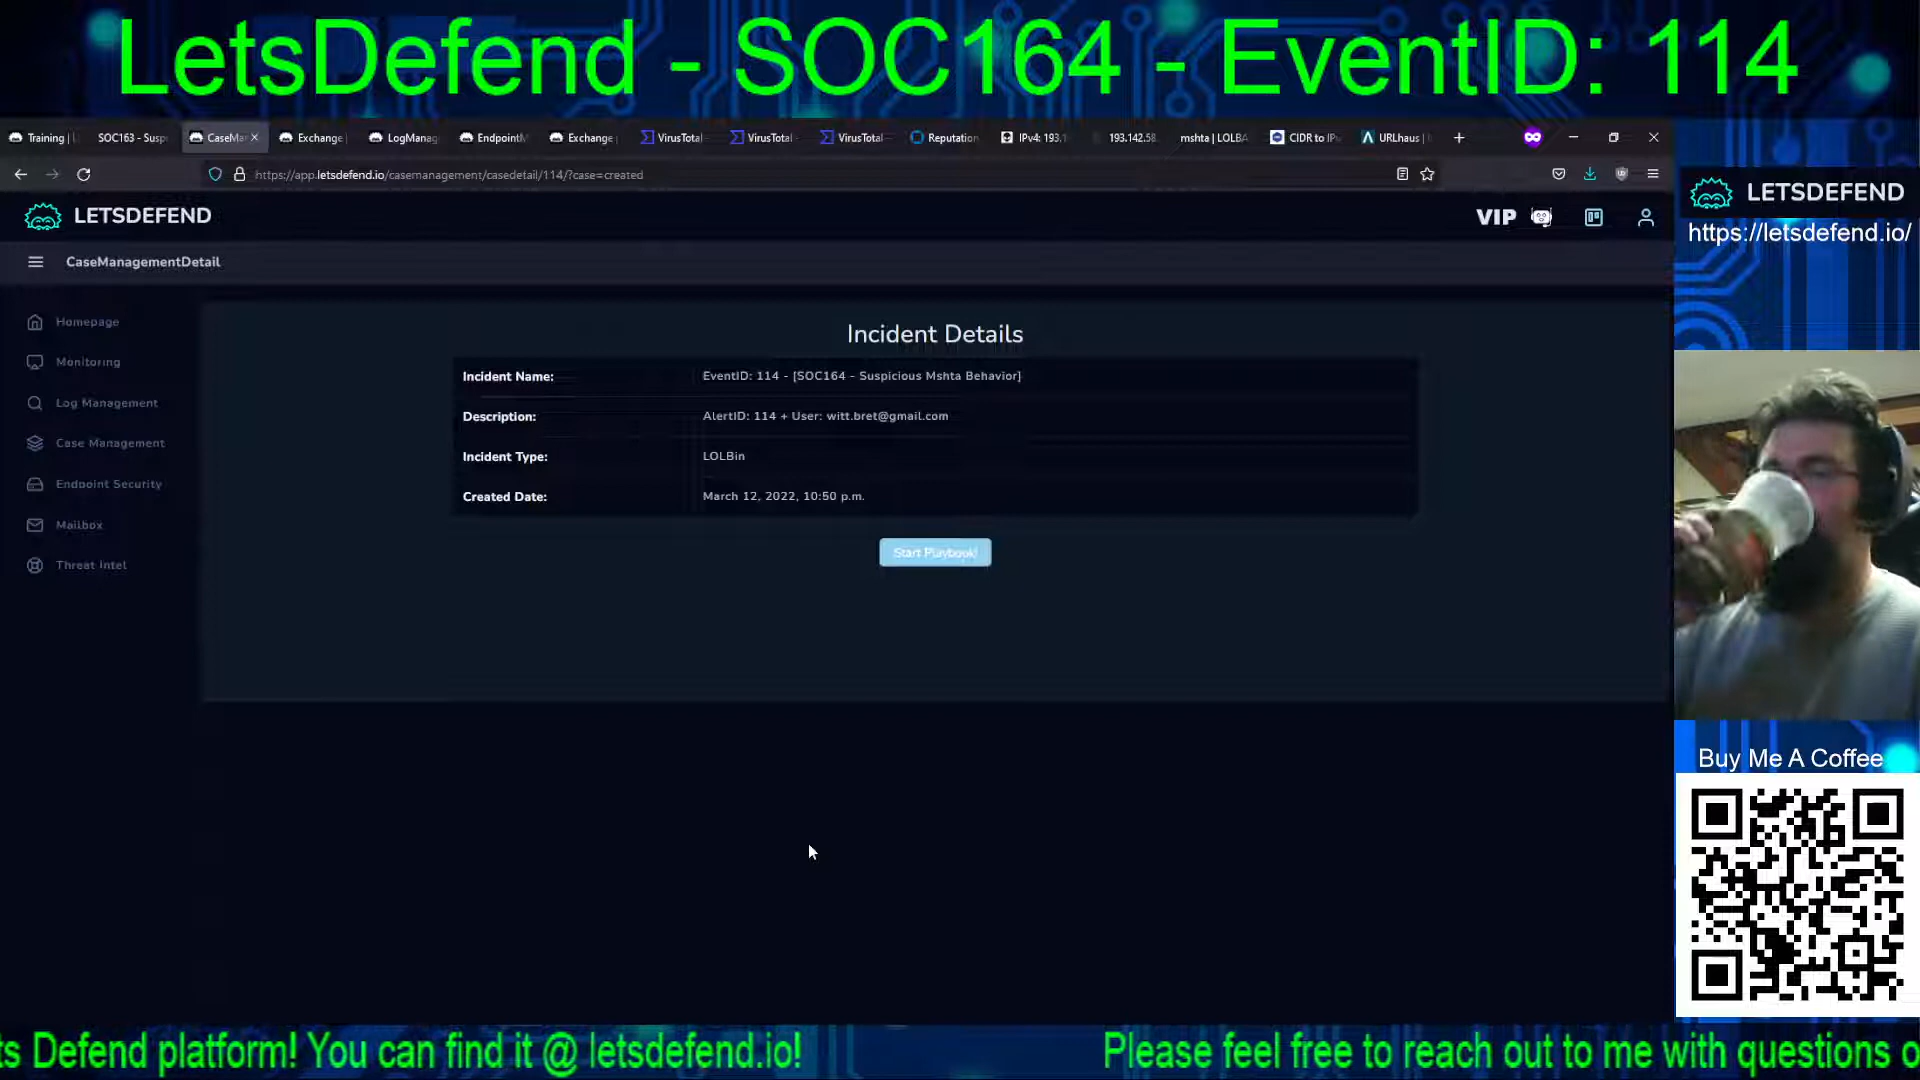 LetsDefend - SOC164 - EventID: 114
Training |
SOC163 - Susp
CaseMa
Exchange
LogManag
EndpointM
Exchange
VirusTotal
VirusTotal -
VirusTotal
Reputation
IPv4: 193.1
193.142.58
mshta | LOLBA
CIDR to IP
URLhaus |
https://app.letsdefend.io/casemanagement/casedetail/114/?case=created
LETSDEFEND
VIP
LETSDEFEND
https://letsdefend.io/
CaseManagementDetail
Homepage
Monitoring
Log Management
Case Management
Endpoint Security
Mailbox
Threat Intel
Incident Details
Incident Name: EventID: 114 - [SOC164 - Suspicious Mshta Behavior]
Description: AlertID: 114 + User: witt.bret@gmail.com
Incident Type: LOLBin
Created Date: March 12, 2022, 10:50 p.m.
Start Playbook!
Buy Me A Coffee
ts Defend platform! You can find it @ letsdefend.io!
Please feel free to reach out to me with questions o